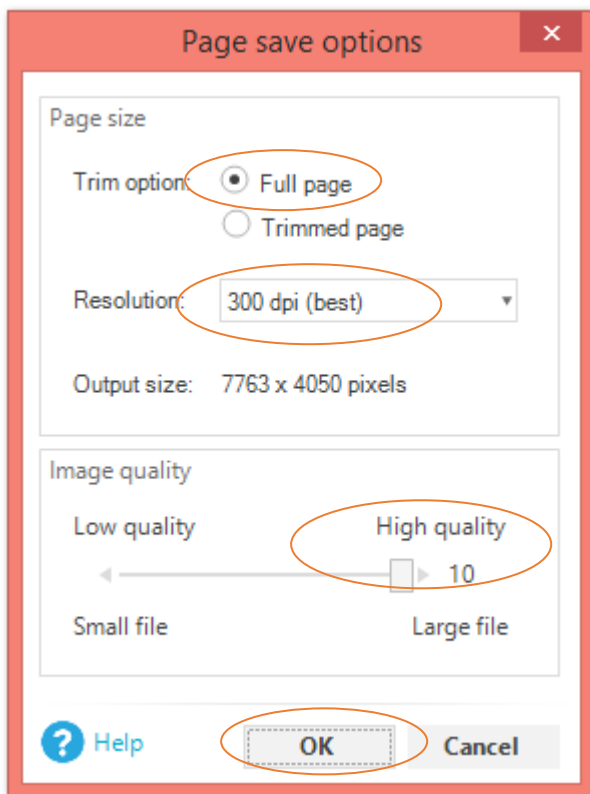 Page save options
Page size
Trim option: Full page
Trimmed page
Resolution: 300 dpi (best)
Output size: 7763 x 4050 pixels
Image quality
Low quality High quality
10
Small file Large file
? Help OK Cancel